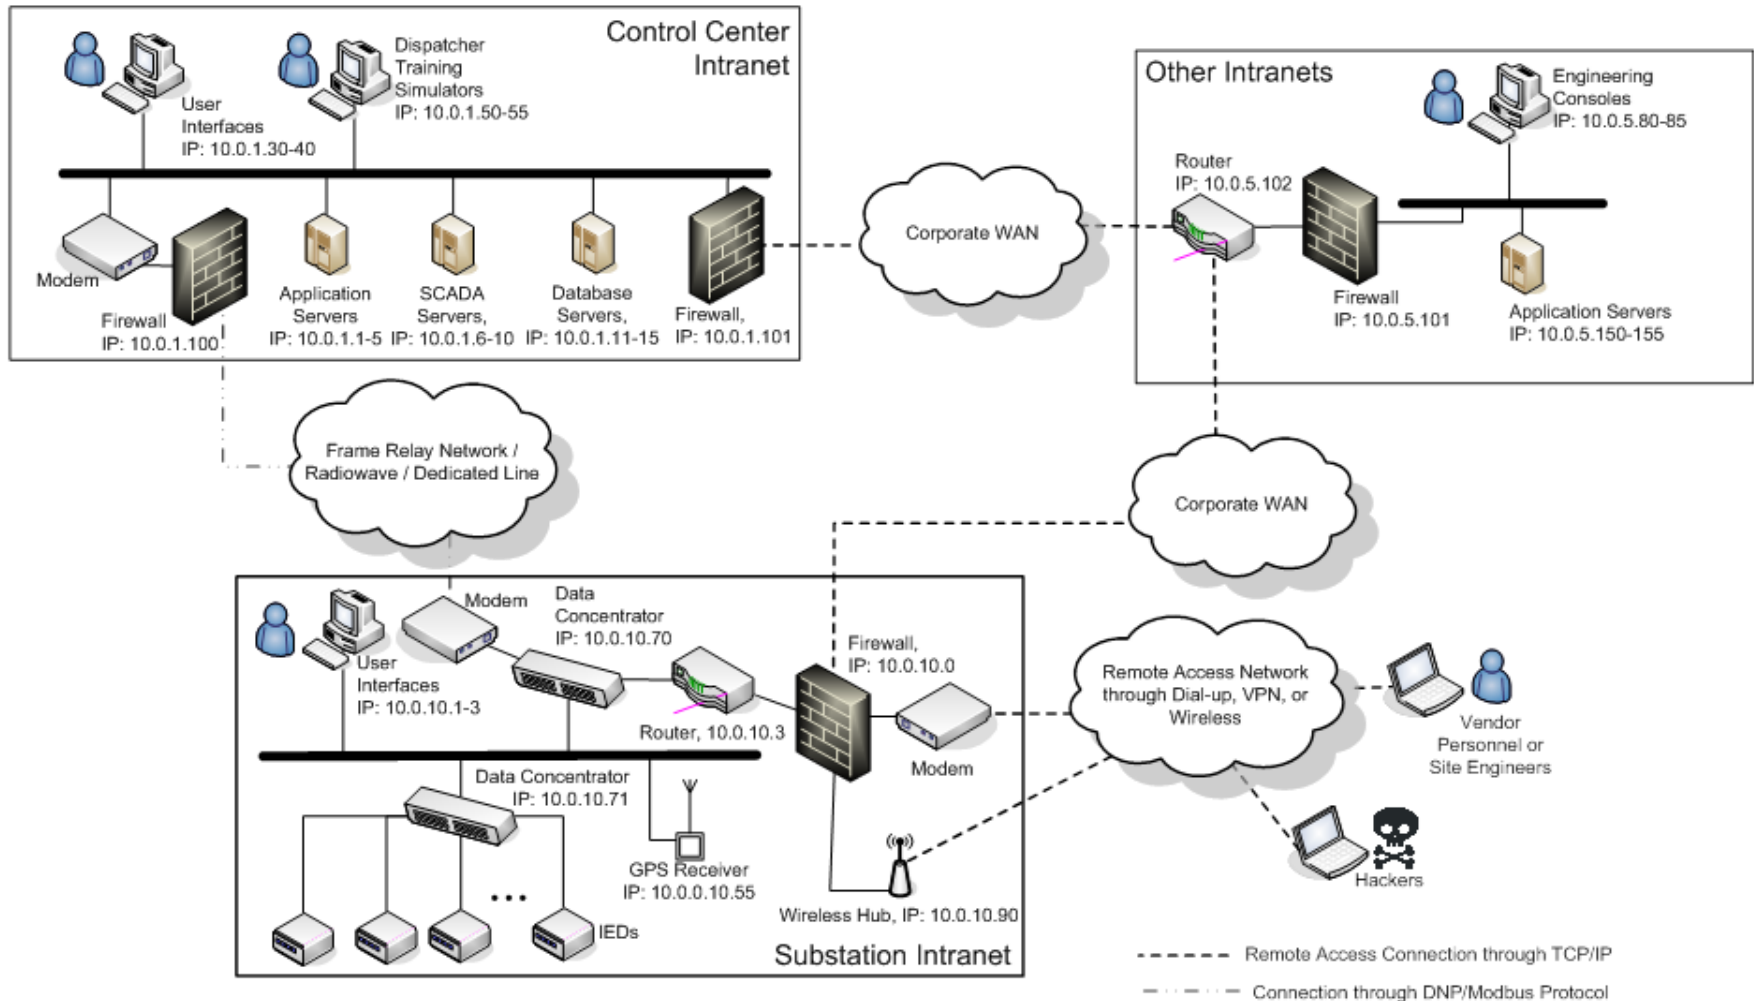 Control Center
Intranet
User
Interfaces
IP: 10.0.1.30-40
Dispatcher
Training
Simulators
IP: 10.0.1.50-55
Modem
Firewall
IP: 10.0.1.100
Application
Servers
IP: 10.0.1.1-5
SCADA
Servers,
IP: 10.0.1.6-10
Database
Servers,
IP: 10.0.1.11-15
Firewall,
IP: 10.0.1.101
Corporate WAN
Other Intranets
Engineering
Consoles
IP: 10.0.5.80-85
Router
IP: 10.0.5.102
Firewall
IP: 10.0.5.101
Application Servers
IP: 10.0.5.150-155
Frame Relay Network /
Radiowave / Dedicated Line
Corporate WAN
Modem
Data
Concentrator
IP: 10.0.10.70
User
Interfaces
IP: 10.0.10.1-3
Router, 10.0.10.3
Firewall,
IP: 10.0.10.0
Modem
Data Concentrator
IP: 10.0.10.71
GPS Receiver
IP: 10.0.0.10.55
IEDs
Wireless Hub, IP: 10.0.10.90
Substation Intranet
Remote Access Network
through Dial-up, VPN, or
Wireless
Vendor
Personnel or
Site Engineers
Hackers
Remote Access Connection through TCP/IP
Connection through DNP/Modbus Protocol